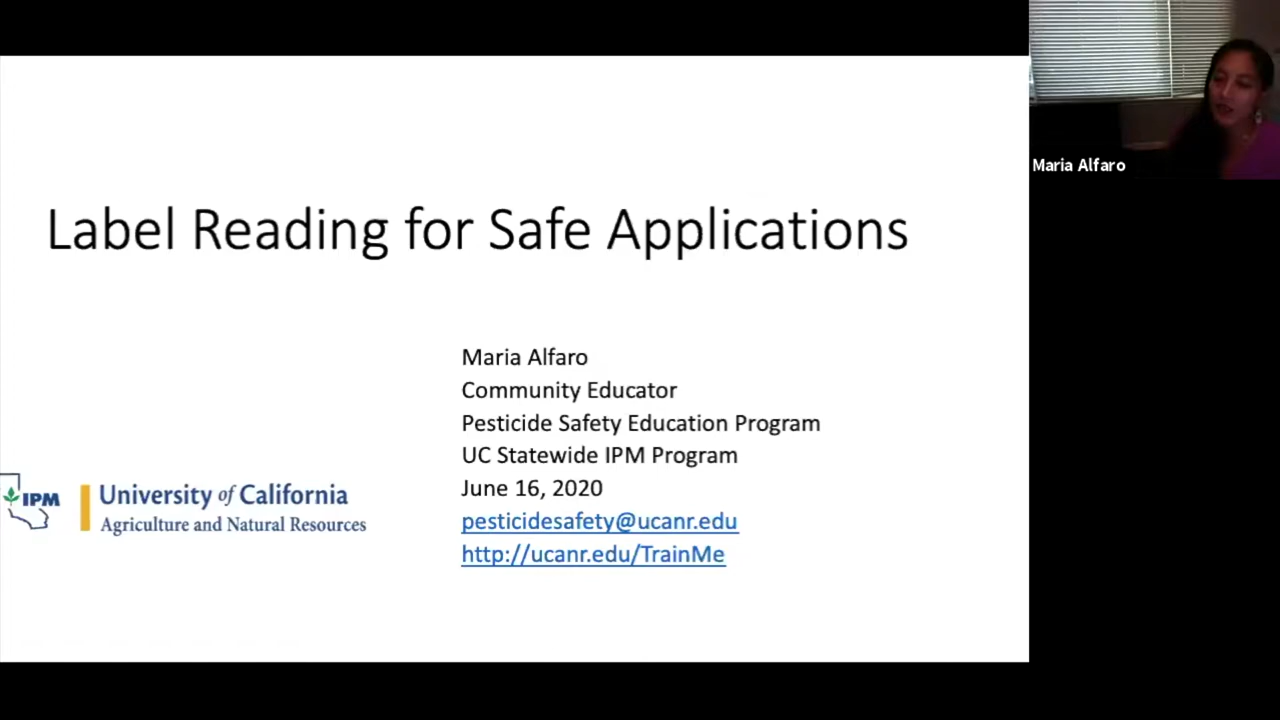 Label Reading for Safe Applications
Maria Alfaro
Community Educator
Pesticide Safety Education Program
UC Statewide IPM Program
June 16, 2020
pesticidesafety@ucanr.edu
http://ucanr.edu/TrainMe
IPM
University of California
Agriculture and Natural Resources
Maria Alfaro